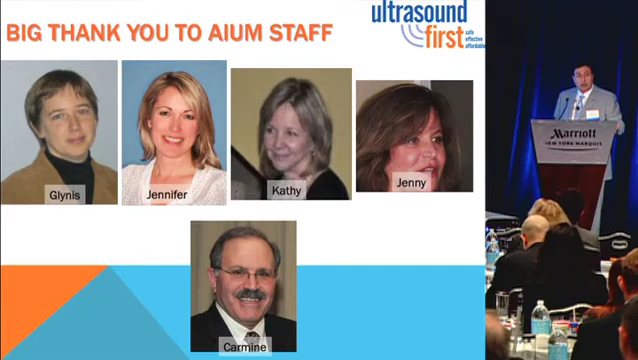 BIG THANK YOU TO AIUM STAFF
ultrasound
first
safe
effective
affordable
Glynis
Jennifer
Kathy
Jenny
Carmine
Marriott
NEW YORK MARQUIS